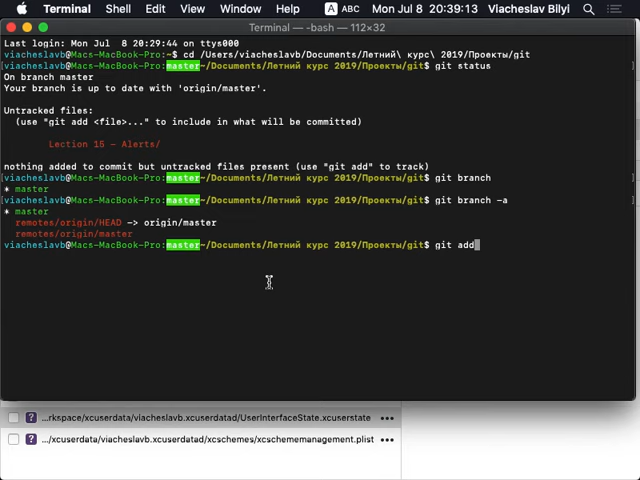 Terminal Shell Edit View Window Help A ABC Mon Jul 8 20:39:13 Viacheslav Bilyi
Terminal — -bash — 112×32
Last login: Mon Jul  8 20:29:44 on ttys000
viacheslavb@Macs-MacBook-Pro:~$ cd /Users/viacheslavb/Documents/Летний\ курс\ 2019/Проекты/git
[viacheslavb@Macs-MacBook-Pro:master~/Documents/Летний курс 2019/Проекты/git$ git status ]
On branch master
Your branch is up to date with 'origin/master'.
Untracked files:
(use "git add <file>..." to include in what will be committed)
Lection 15 – Alerts/
nothing added to commit but untracked files present (use "git add" to track)
[viacheslavb@Macs-MacBook-Pro:master~/Documents/Летний курс 2019/Проекты/git$ git branch ]
* master
[viacheslavb@Macs-MacBook-Pro:master~/Documents/Летний курс 2019/Проекты/git$ git branch -a ]
* master
remotes/origin/HEAD -> origin/master
remotes/origin/master
viacheslavb@Macs-MacBook-Pro:master~/Documents/Летний курс 2019/Проекты/git$ git add
? ...rkspace/xcuserdata/viacheslavb.xcuserdatad/UserInterfaceState.xcuserstate •••
? .../xcuserdata/viacheslavb.xcuserdatad/xcschemes/xcschememanagement.plist •••